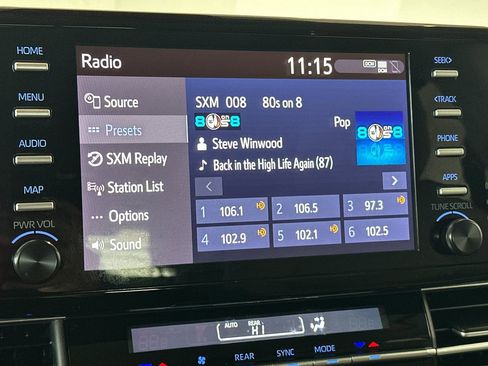 HOME
MENU
AUDIO
MAP
PWR VOL
Radio
11:15
DCM
Source
Presets
SXM Replay
Station List
Options
Sound
SXM 008 80s on 8
Pop
Steve Winwood
Back in the High Life Again (87)
1 106.1
2 106.5
3 97.3
4 102.9
5 102.1
6 102.5
SEEK>
<TRACK
PHONE
APPS
TUNE SCROLL
AUTO
REAR
HI
REAR
SYNC
MODE